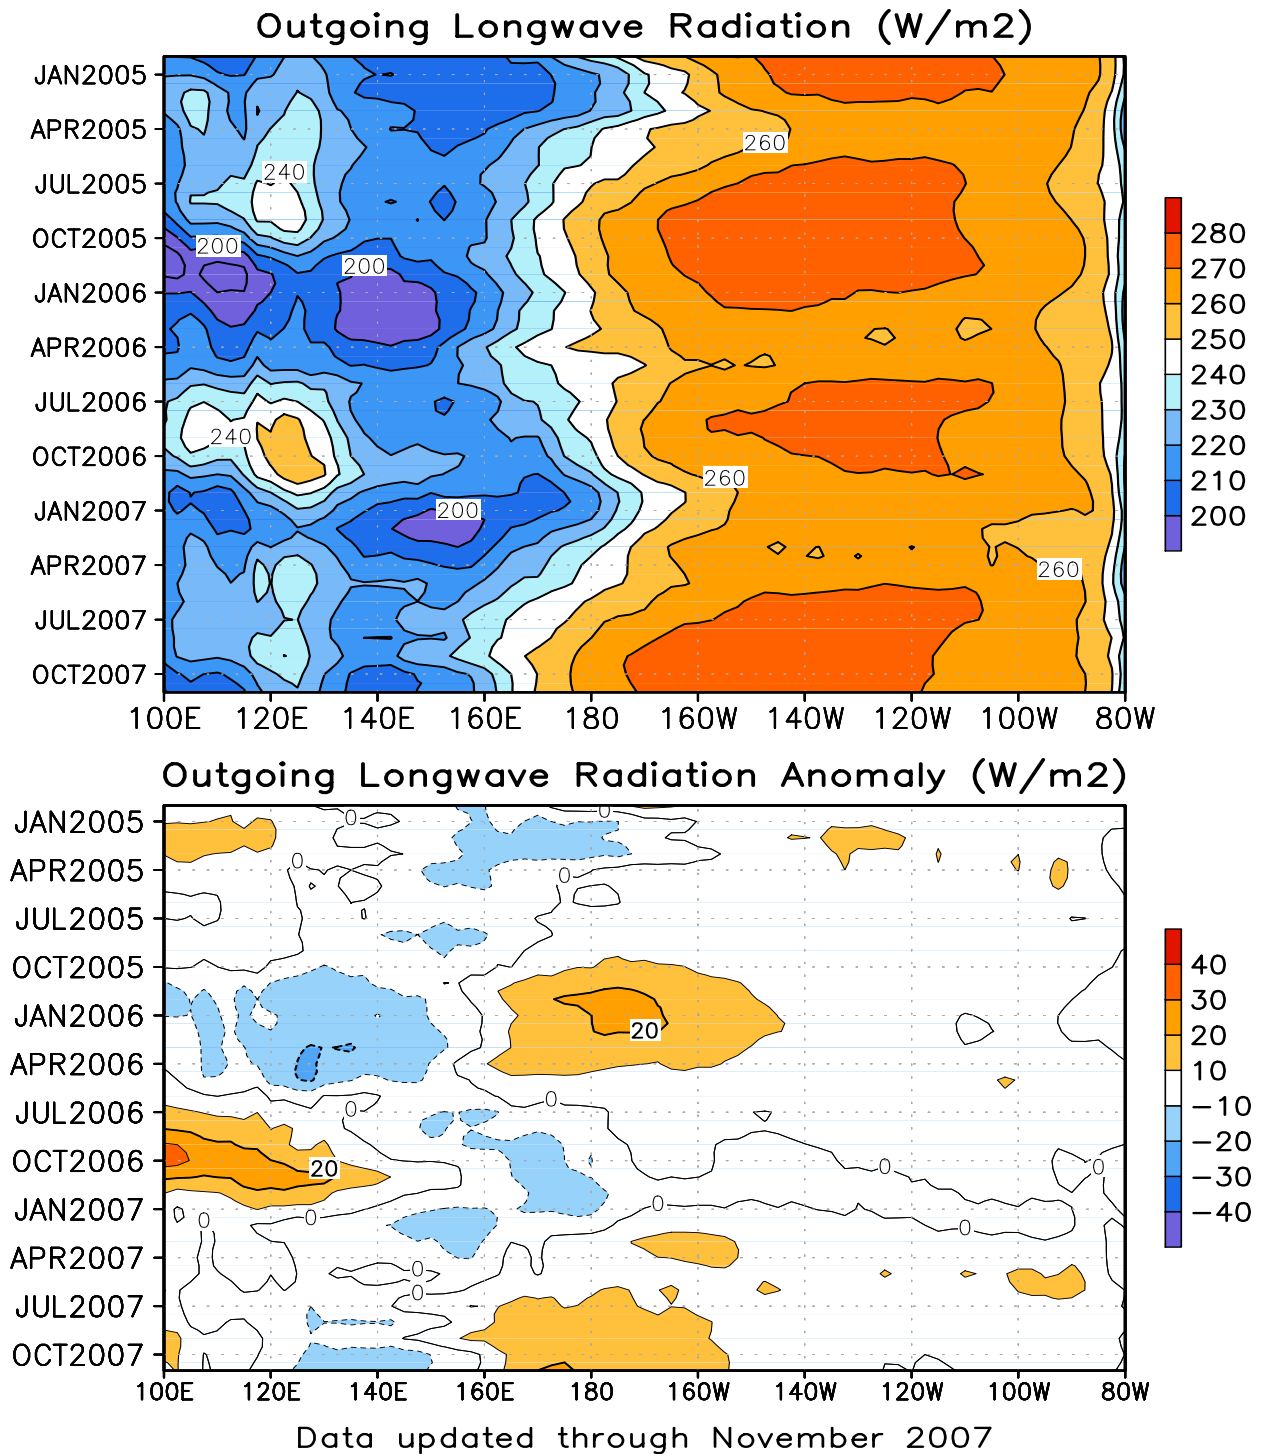 Outgoing Longwave Radiation (W/m2)
JAN2005
APR2005
JUL2005
OCT2005
JAN2006
APR2006
JUL2006
OCT2006
JAN2007
APR2007
JUL2007
OCT2007
260
240
200
200
240
260
200
260
100E 120E 140E 160E 180 160W 140W 120W 100W 80W
280
270
260
250
240
230
220
210
200
Outgoing Longwave Radiation Anomaly (W/m2)
JAN2005
APR2005
JUL2005
OCT2005
JAN2006
APR2006
JUL2006
OCT2006
JAN2007
APR2007
JUL2007
OCT2007
0
0
0
0
20
0
0
20
0
0
0
0
0
0
0
0
100E 120E 140E 160E 180 160W 140W 120W 100W 80W
40
30
20
10
−10
−20
−30
−40
Data updated through November 2007